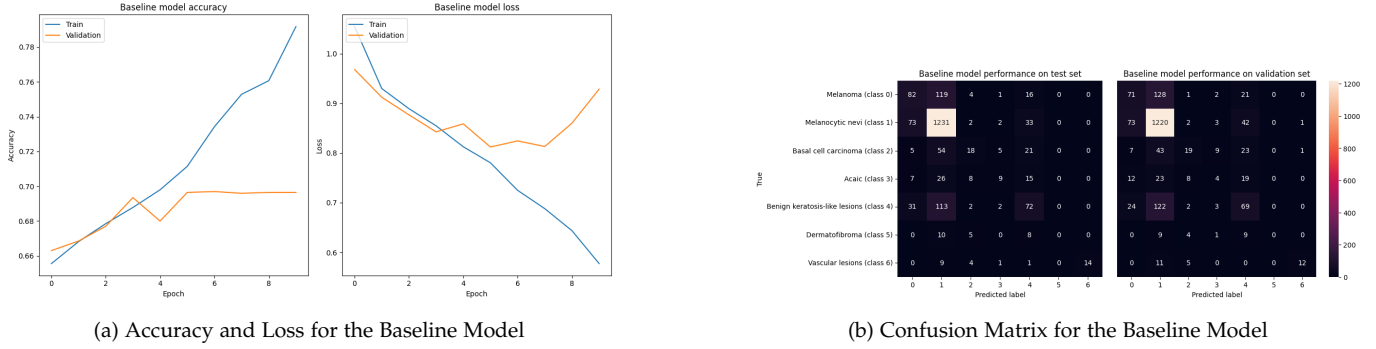 Baseline model accuracy
Train
Validation
0.78
0.76
0.74
0.72
0.70
0.68
0.66
Accuracy
0 2 4 6 8
Epoch
Baseline model loss
Train
Validation
1.0
0.9
0.8
0.7
0.6
Loss
0 2 4 6 8
Epoch
(a) Accuracy and Loss for the Baseline Model
Baseline model performance on test set
True
Melanoma (class 0) 82 119 4 1 16 0 0
Melanocytic nevi (class 1) 73 1231 2 2 33 0 0
Basal cell carcinoma (class 2) 5 54 18 5 21 0 0
Acaic (class 3) 7 26 8 9 15 0 0
Benign keratosis-like lesions (class 4) 31 113 2 2 72 0 0
Dermatofibroma (class 5) 0 10 5 0 8 0 0
Vascular lesions (class 6) 0 9 4 1 1 0 14
0 1 2 3 4 5 6
Predicted label
Baseline model performance on validation set
True
71 128 1 2 21 0 0
73 1220 2 3 42 0 1
7 43 19 9 23 0 1
12 23 8 4 19 0 0
24 122 2 3 69 0 0
0 9 4 1 9 0 0
0 11 5 0 0 0 12
0 1 2 3 4 5 6
Predicted label
1200
1000
800
600
400
200
0
(b) Confusion Matrix for the Baseline Model